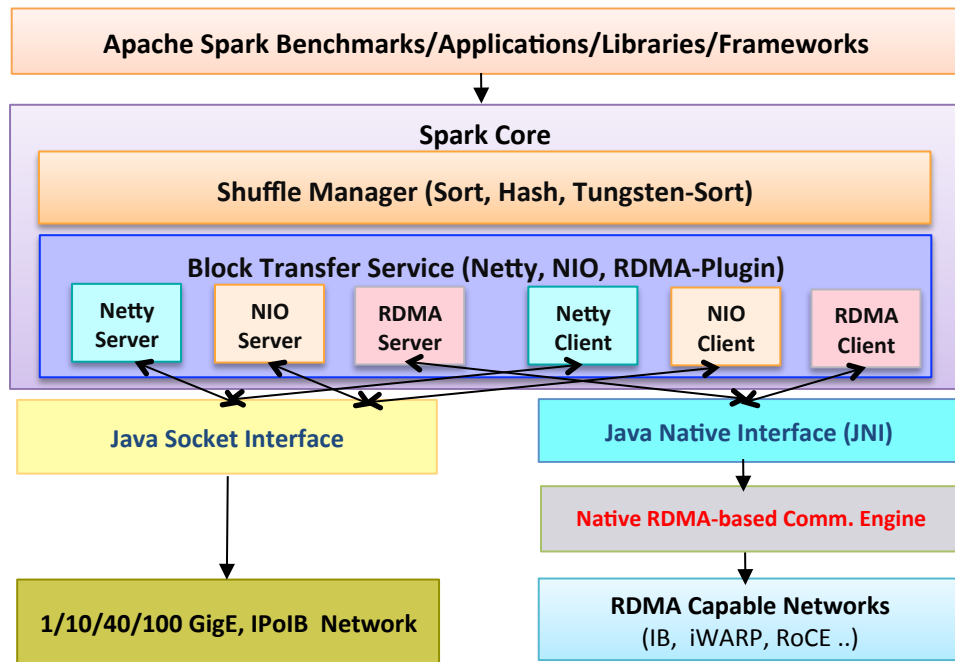 Apache Spark Benchmarks/Applications/Libraries/Frameworks
Spark Core
Shuffle Manager (Sort, Hash, Tungsten-Sort)
Block Transfer Service (Netty, NIO, RDMA-Plugin)
Netty
Server
NIO
Server
RDMA
Server
Netty
Client
NIO
Client
RDMA
Client
Java Socket Interface
Java Native Interface (JNI)
Native RDMA-based Comm. Engine
1/10/40/100 GigE, IPoIB Network
RDMA Capable Networks
(IB, iWARP, RoCE ..)